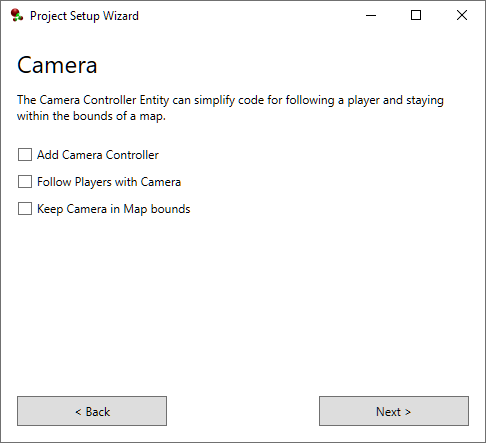 Project Setup Wizard
Camera
The Camera Controller Entity can simplify code for following a player and staying
within the bounds of a map.
Add Camera Controller
Follow Players with Camera
Keep Camera in Map bounds
< Back
Next >